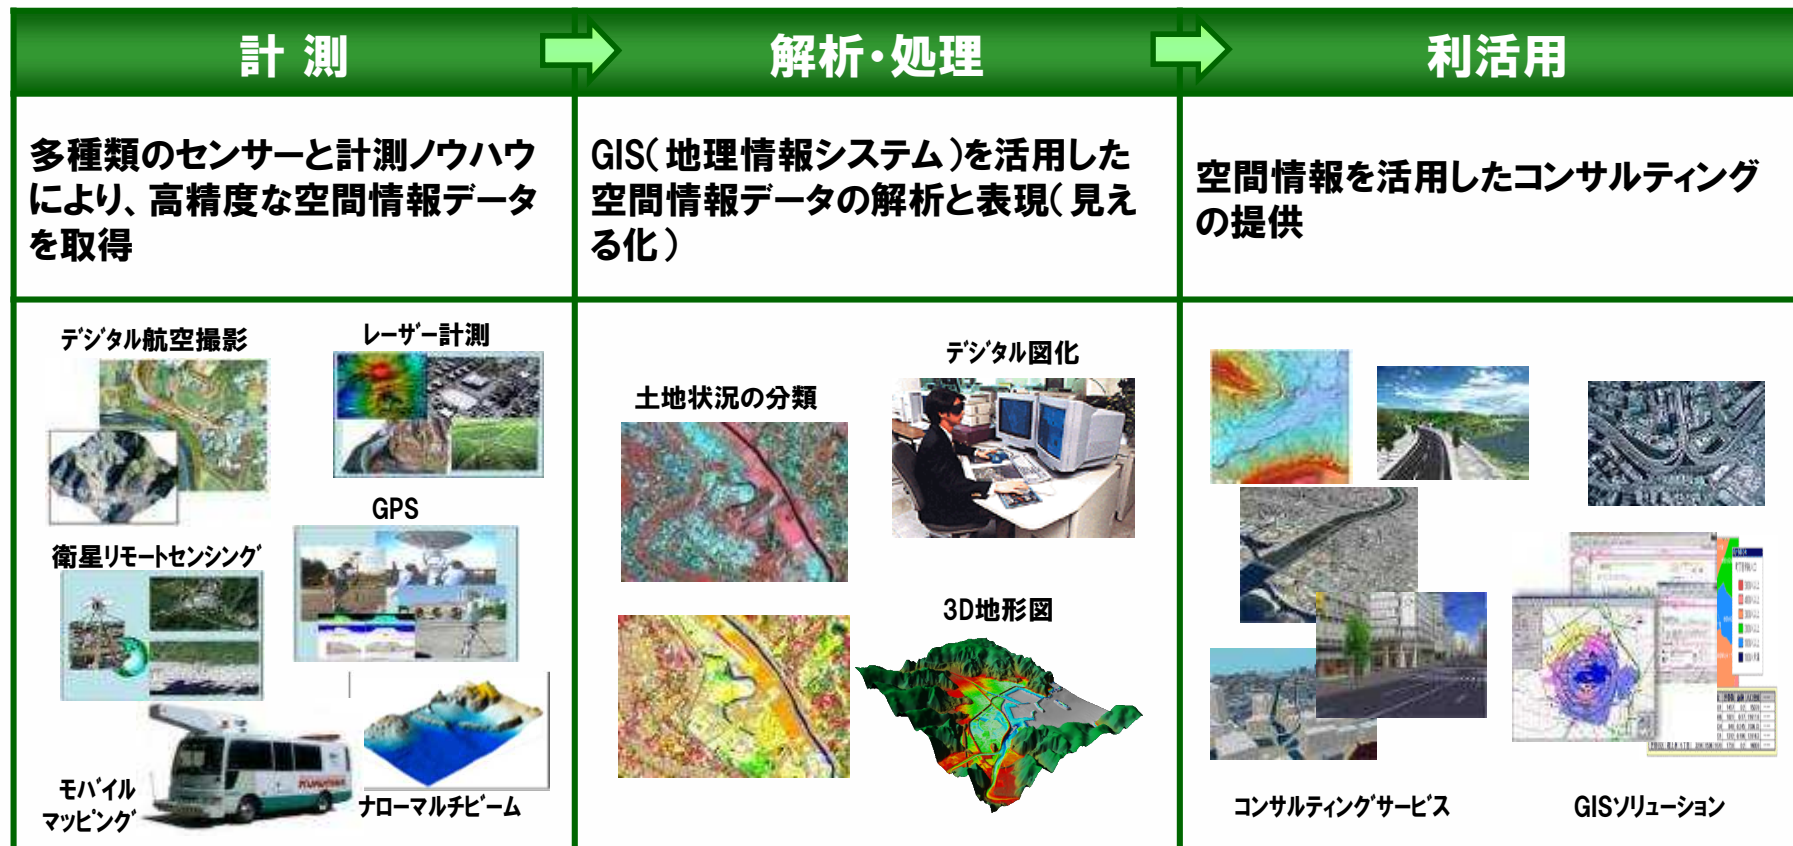 計 測
解析・処理
利活用
多種類のセンサーと計測ノウハウ
により、高精度な空間情報データ
を取得
GIS(地理情報システム)を活用した
空間情報データの解析と表現(見え
る化)
空間情報を活用したコンサルティング
の提供
デジタル航空撮影
レーザー計測
GPS
衛星リモートセンシング
モバイル
マッピング
ナローマルチビーム
土地状況の分類
デジタル図化
3D地形図
コンサルティングサービス
GISソリューション